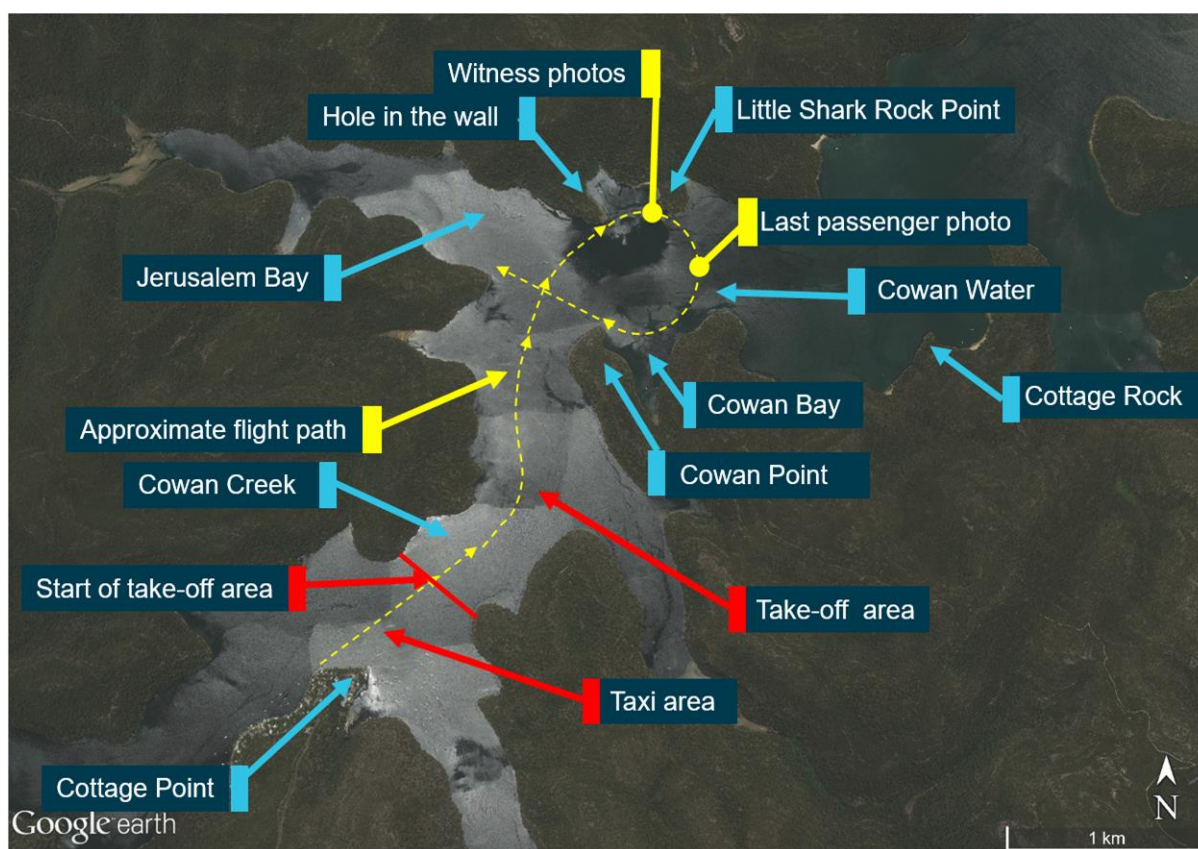 Witness photos
Hole in the wall
Little Shark Rock Point
Last passenger photo
Jerusalem Bay
Cowan Water
Cowan Bay
Cottage Rock
Approximate flight path
Cowan Creek
Cowan Point
Start of take-off area
Take-off area
Taxi area
Cottage Point
N
Google earth
1 km